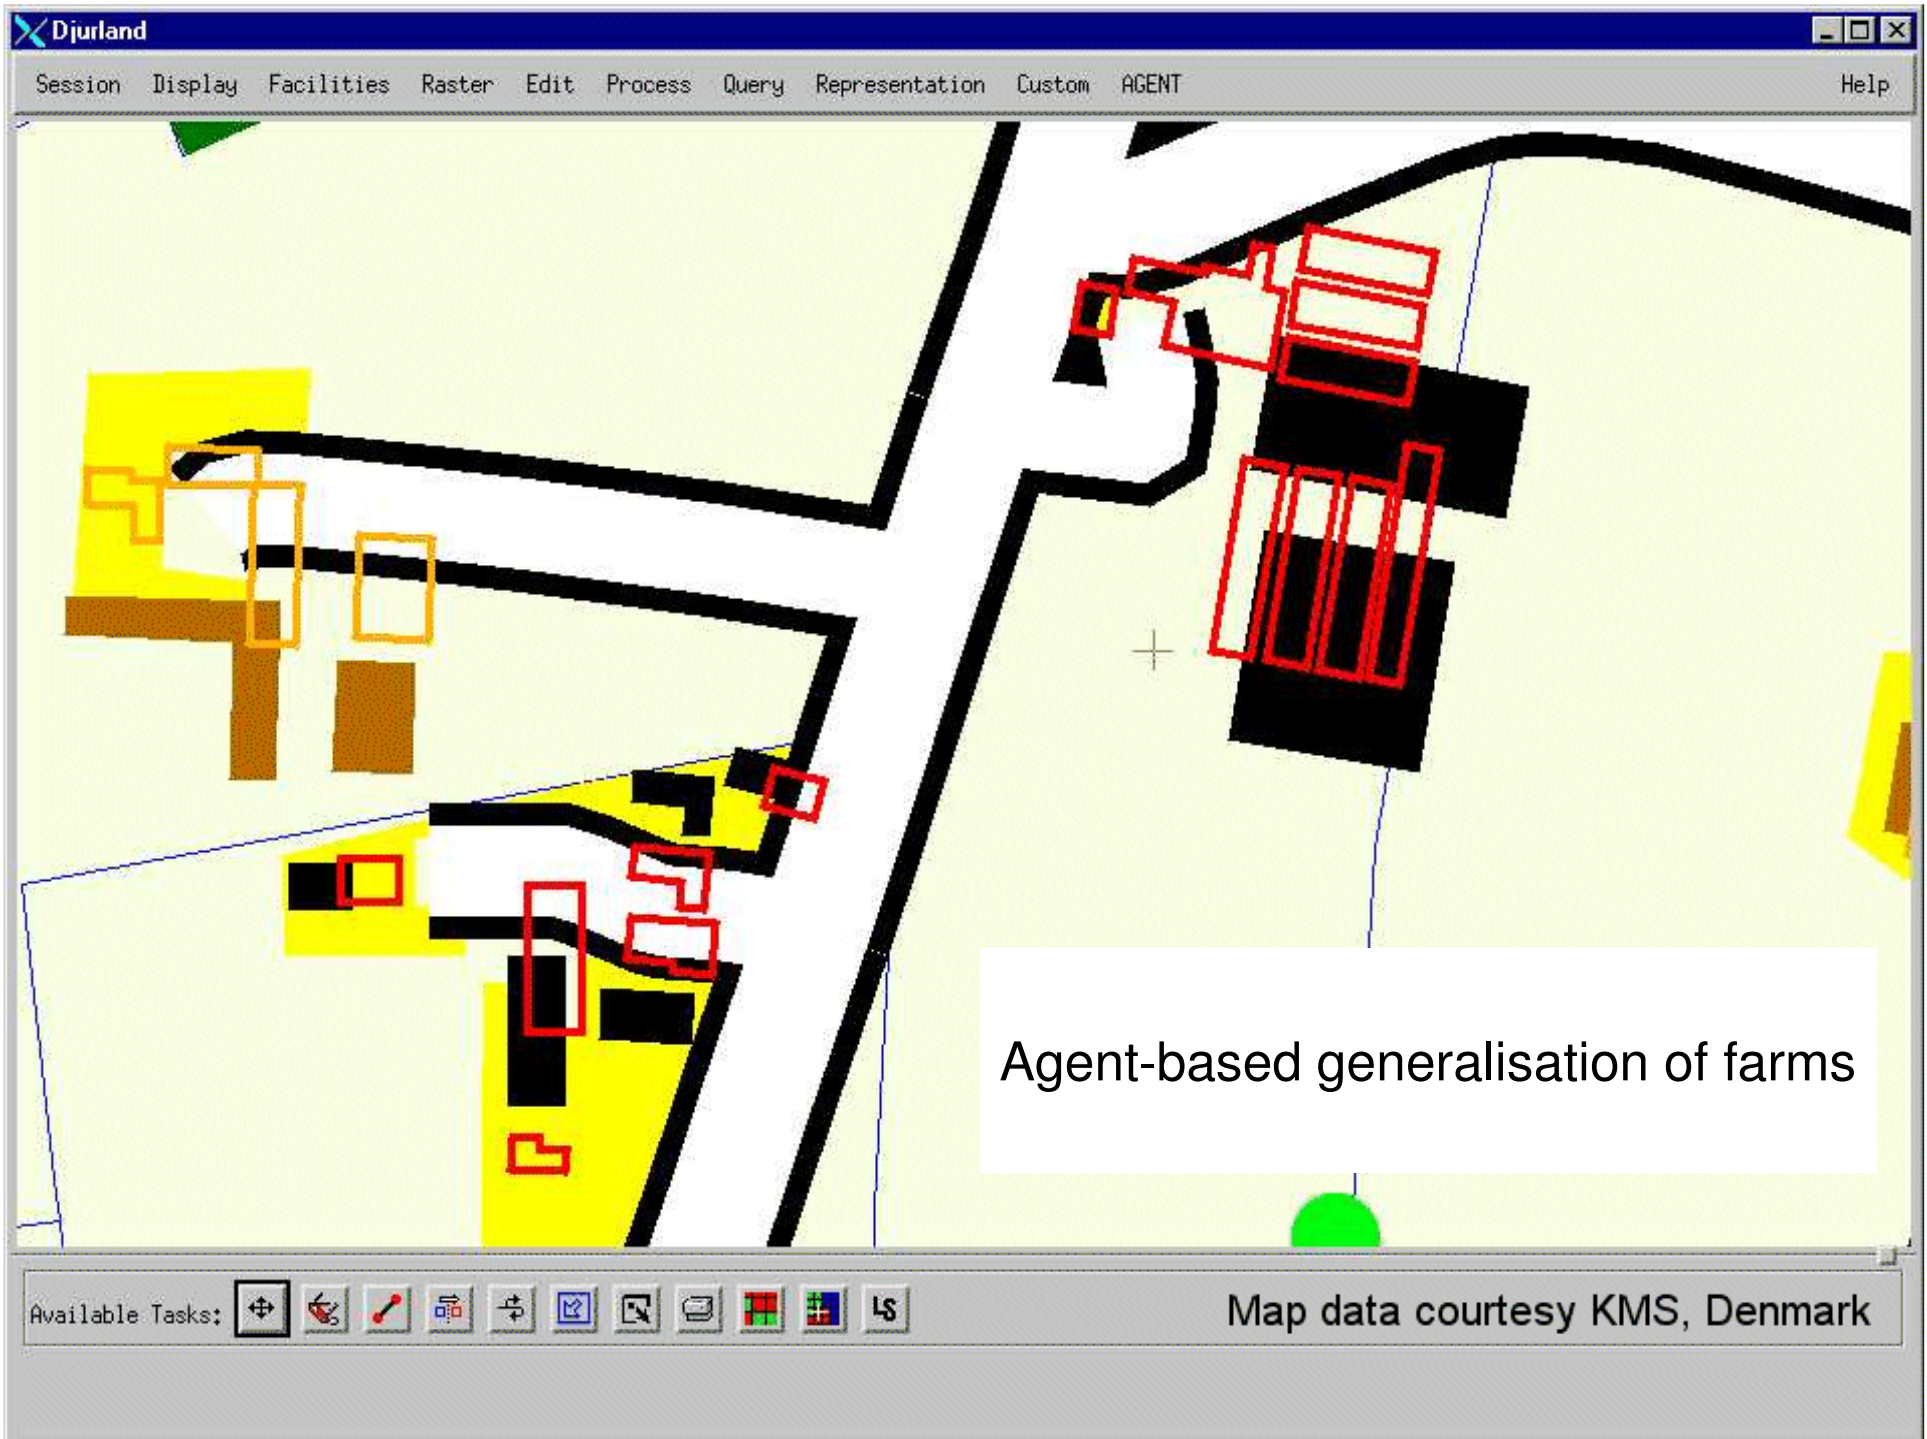 Djurland
Session Display Facilities Raster Edit Process Query Representation Custom AGENT Help
Agent-based generalisation of farms
Available Tasks: LS Map data courtesy KMS, Denmark